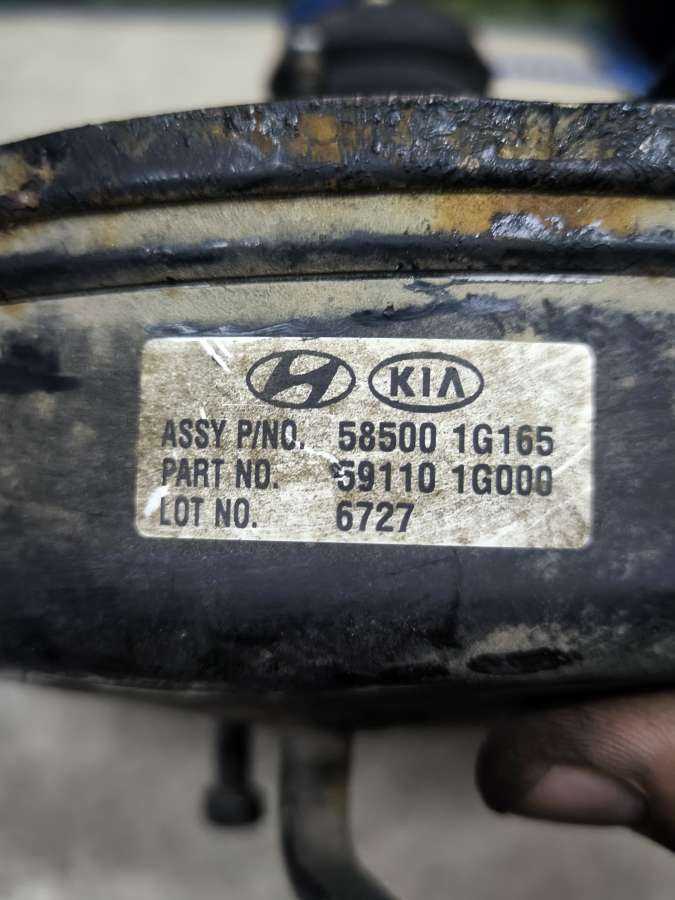 KIA
ASSY P/NO. 58500 1G165
PART NO. 59110 1G000
LOT NO. 6727